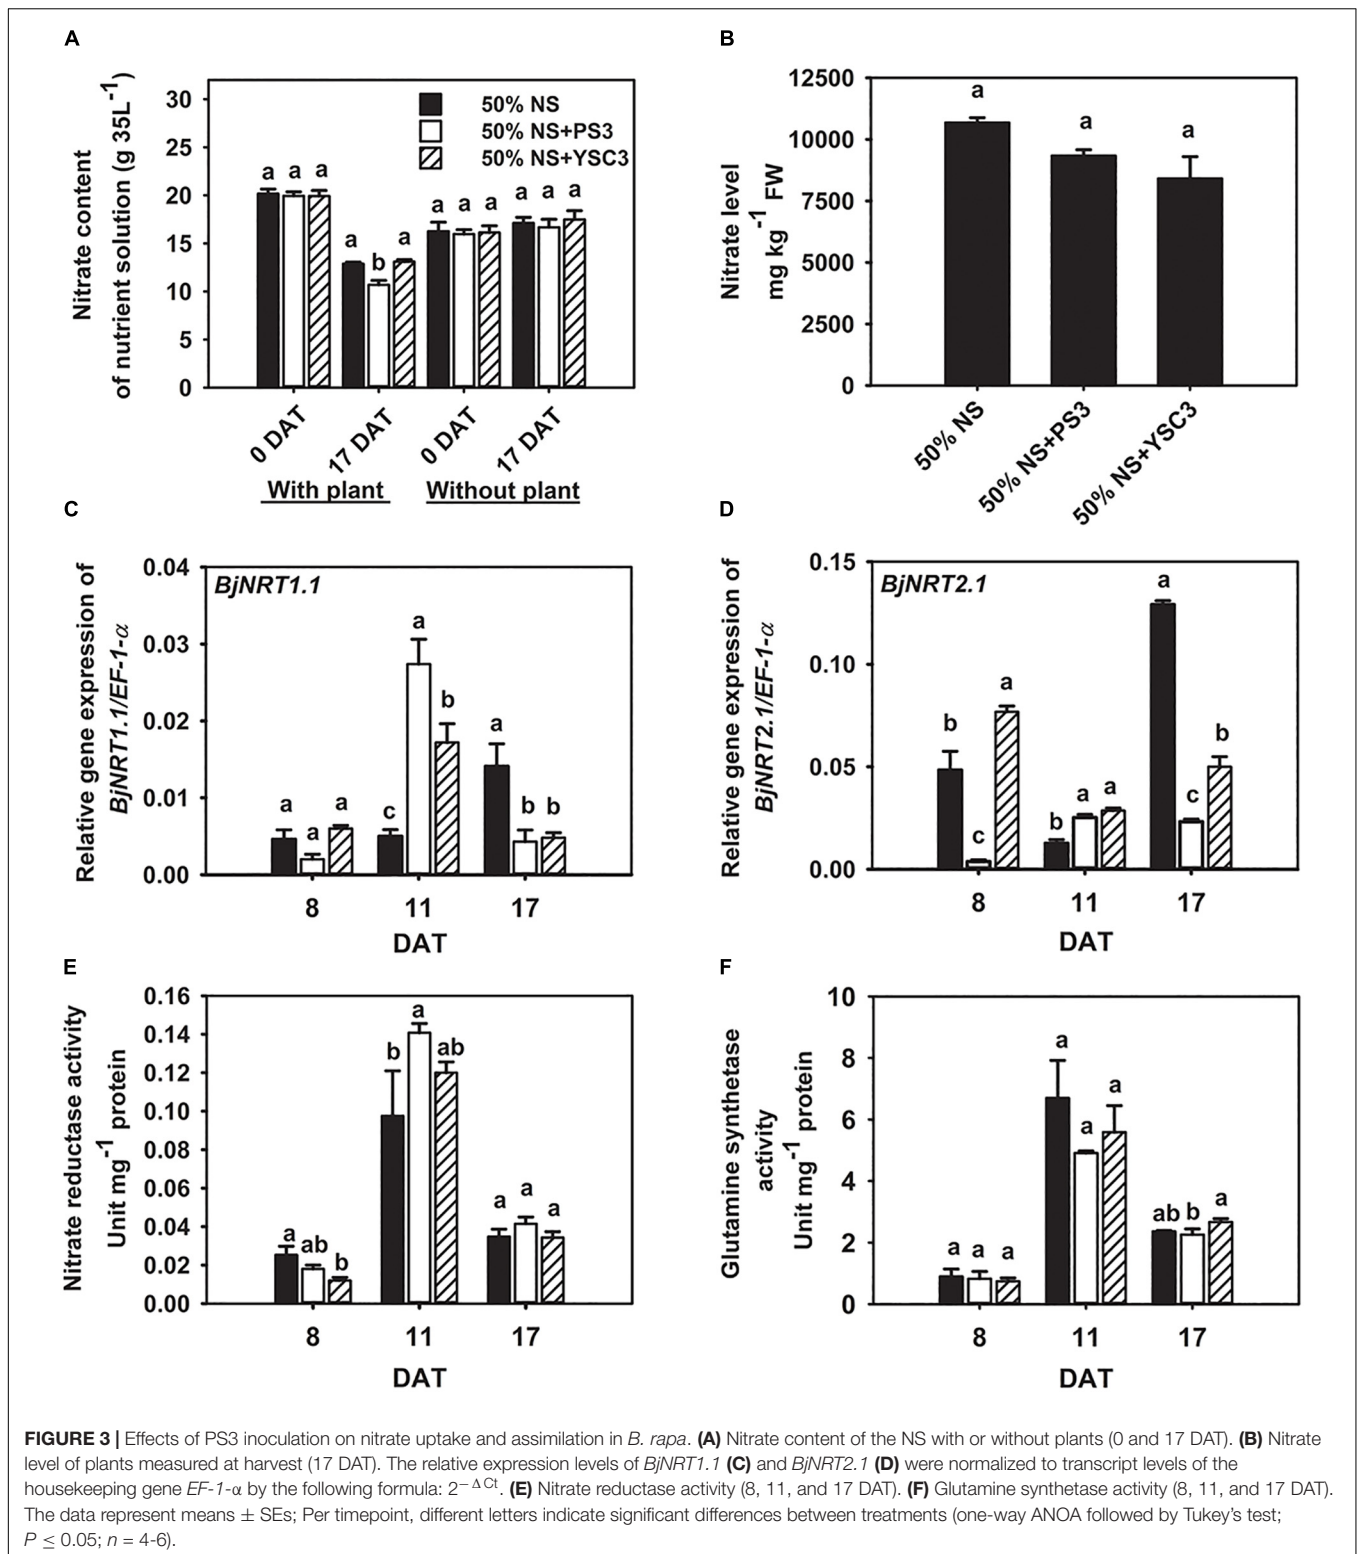 A
Nitrate content
of nutrient solution (g 35L-1)
30
25
20
15
10
5
0
50% NS
50% NS+PS3
50% NS+YSC3
a a a
a b a
a a a
a a a
0 DAT
17 DAT
0 DAT
17 DAT
With plant
Without plant
B
Nitrate level
mg kg-1 FW
12500
10000
7500
5000
2500
0
a
a
a
50% NS
50% NS+PS3
50% NS+YSC3
C
Relative gene expression of
BjNRT1.1/EF-1-α
BjNRT1.1
0.04
0.03
0.02
0.01
0.00
a a a
c a b
a b b
8 11 17
DAT
D
Relative gene expression of
BjNRT2.1/EF-1-α
BjNRT2.1
0.15
0.10
0.05
0.00
b c a
b a a
a c b
8 11 17
DAT
E
Nitrate reductase activity
Unit mg-1 protein
0.16
0.14
0.12
0.10
0.08
0.06
0.04
0.02
0.00
a ab b
b a ab
a a a
8 11 17
DAT
F
Glutamine synthetase
activity
Unit mg-1 protein
10
8
6
4
2
0
a a a
a a a
ab b a
8 11 17
DAT
FIGURE 3 | Effects of PS3 inoculation on nitrate uptake and assimilation in B. rapa. (A) Nitrate content of the NS with or without plants (0 and 17 DAT). (B) Nitrate
level of plants measured at harvest (17 DAT). The relative expression levels of BjNRT1.1 (C) and BjNRT2.1 (D) were normalized to transcript levels of the
housekeeping gene EF-1-α by the following formula: 2− Δ Ct. (E) Nitrate reductase activity (8, 11, and 17 DAT). (F) Glutamine synthetase activity (8, 11, and 17 DAT).
The data represent means ± SEs; Per timepoint, different letters indicate significant differences between treatments (one-way ANOA followed by Tukey's test;
P ≤ 0.05; n = 4-6).